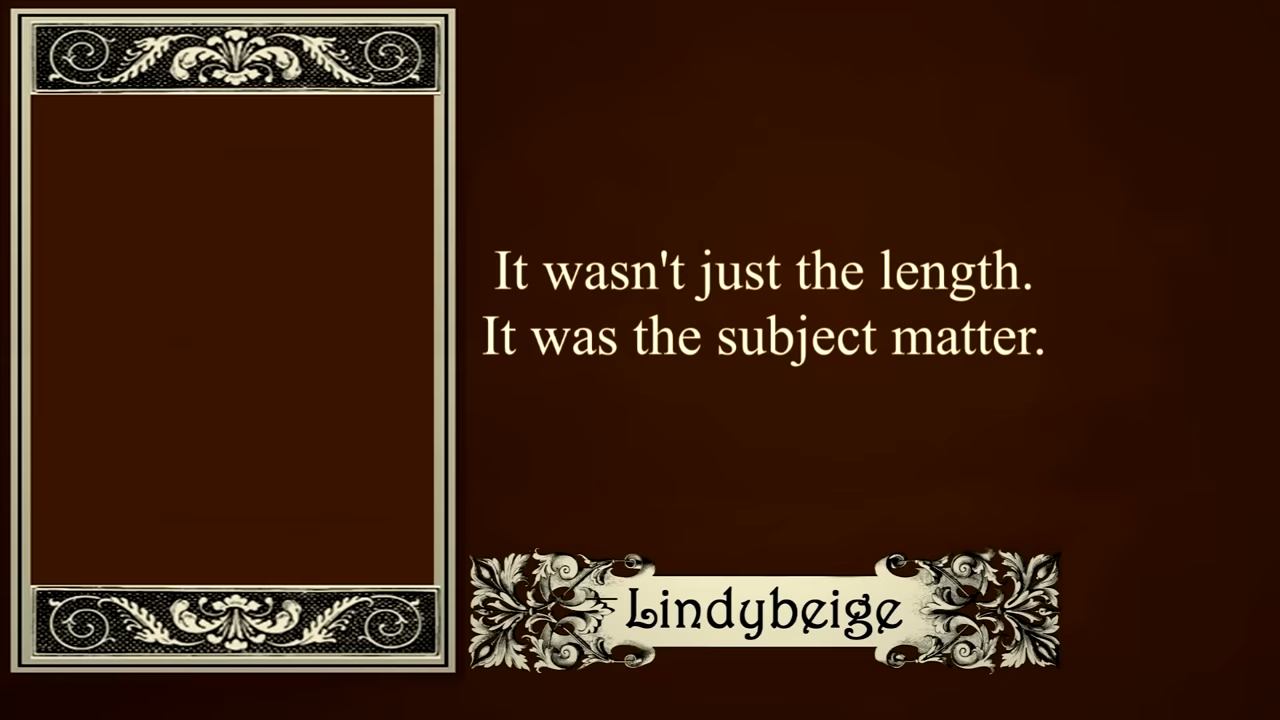 It wasn't just the length.
It was the subject matter.
Lindybeige